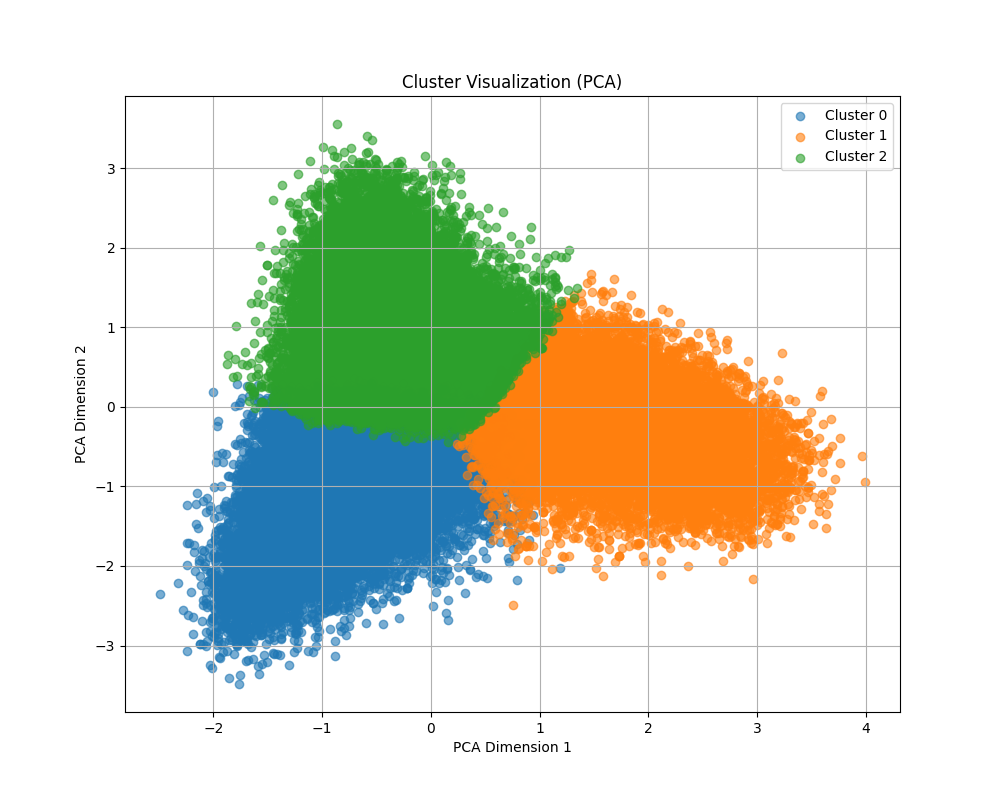 Cluster Visualization (PCA)
Cluster 0
Cluster 1
Cluster 2
3
2
1
0
−1
−2
−3
PCA Dimension 2
−2
−1
0
1
2
3
4
PCA Dimension 1